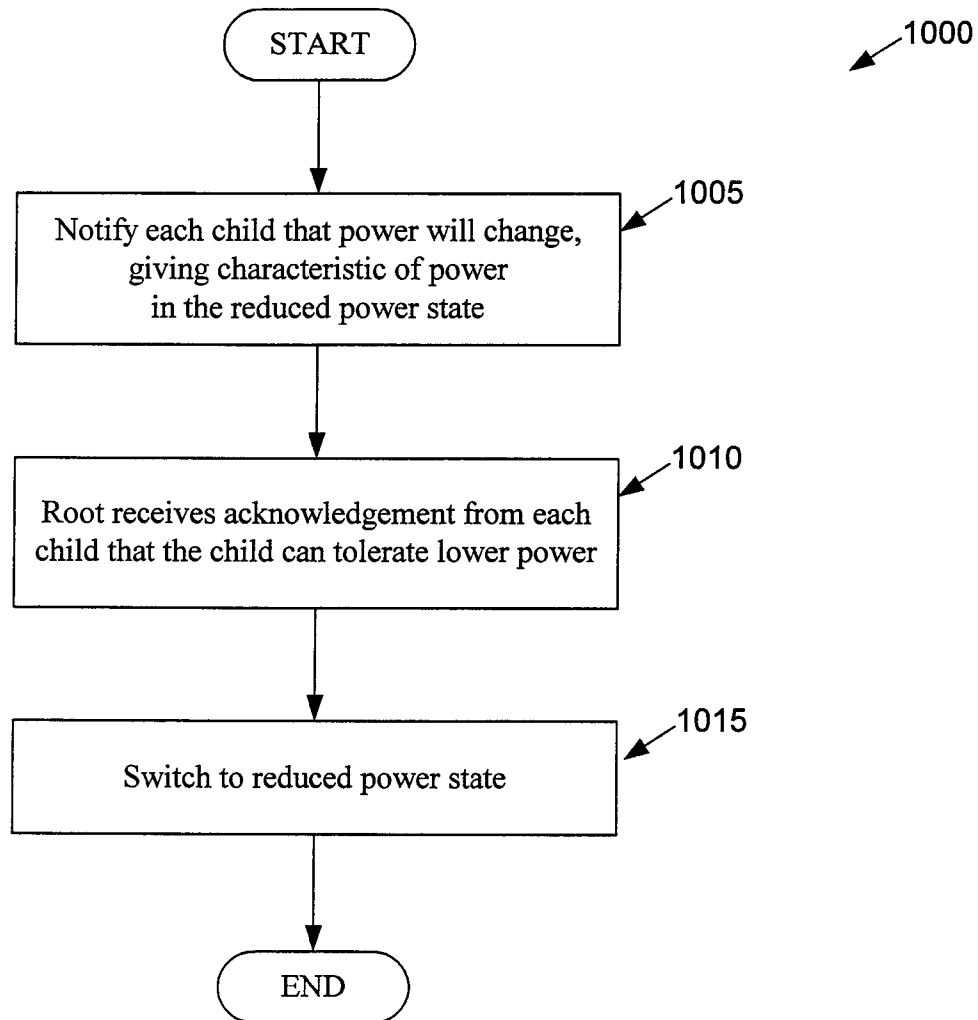 START
1000
1005
Notify each child that power will change,
giving characteristic of power
in the reduced power state
1010
Root receives acknowledgement from each
child that the child can tolerate lower power
1015
Switch to reduced power state
END